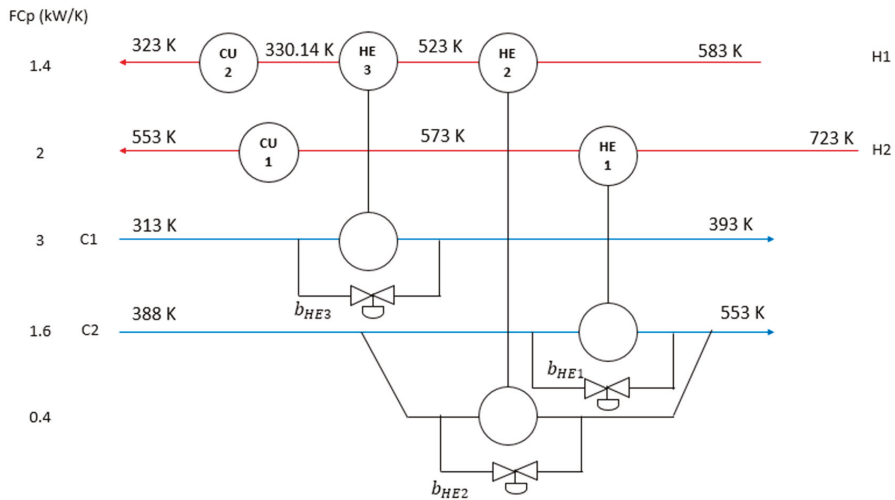 FCp (kW/K)
1.4
323 K
CU
2
330.14 K
HE
3
523 K
HE
2
583 K
H1
2
553 K
CU
1
573 K
HE
1
723 K
H2
3
C1
313 K
393 K
b_HE3
1.6
C2
388 K
553 K
b_HE1
0.4
b_HE2